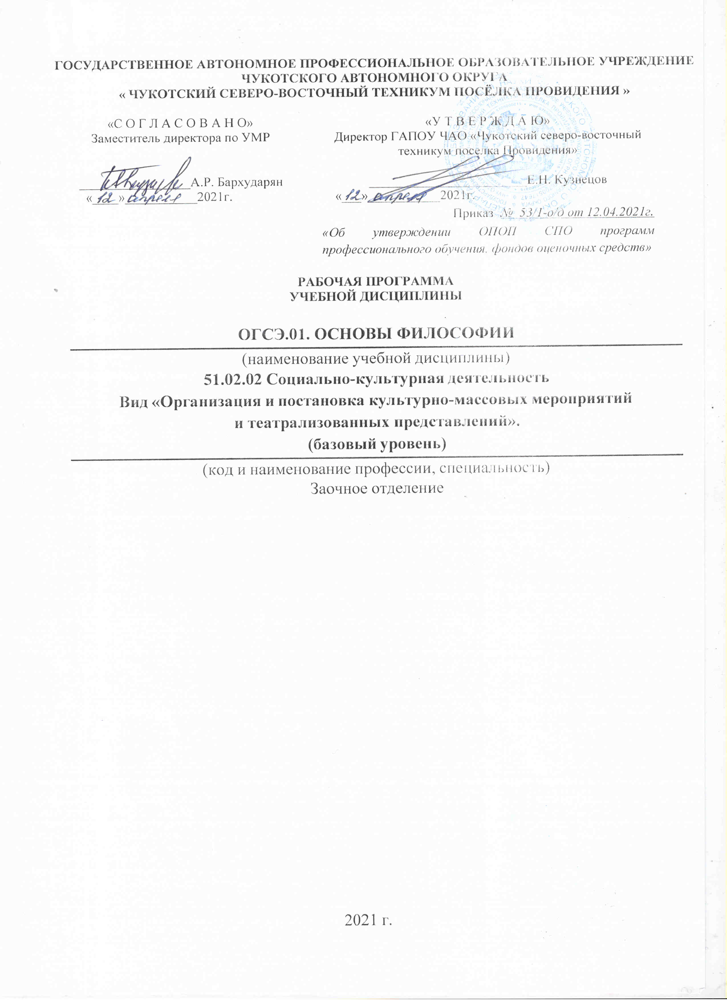 ГОСУДАРСТВЕННОЕ АВТОНОМНОЕ ПРОФЕССИОНАЛЬНОЕ ОБРАЗОВАТЕЛЬНОЕ УЧРЕЖДЕНИЕ
ЧУКОТСКОГО АВТОНОМНОГО ОКРУГА
« ЧУКОТСКИЙ СЕВЕРО-ВОСТОЧНЫЙ ТЕХНИКУМ ПОСЁЛКА ПРОВИДЕНИЯ »
«С О Г Л А С О В А Н О»
Заместитель директора по УМР
А.Р. Бархударян
«12» апреля 2021г.
«У Т В Е Р Ж Д А Ю»
Директор ГАПОУ ЧАО «Чукотский северо-восточный
техникум поселка Провидения»
Е.Н. Кузнецов
«12» апреля 2021г.
Приказ № 53/1-о/д от 12.04.2021г.
«Об утверждении ОПОП СПО программ
профессионального обучения, фондов оценочных средств»
РАБОЧАЯ ПРОГРАММА
УЧЕБНОЙ ДИСЦИПЛИНЫ
ОГСЭ.01. ОСНОВЫ ФИЛОСОФИИ
(наименование учебной дисциплины)
51.02.02 Социально-культурная деятельность
Вид «Организация и постановка культурно-массовых мероприятий
и театрализованных представлений».
(базовый уровень)
(код и наименование профессии, специальность)
Заочное отделение
2021 г.